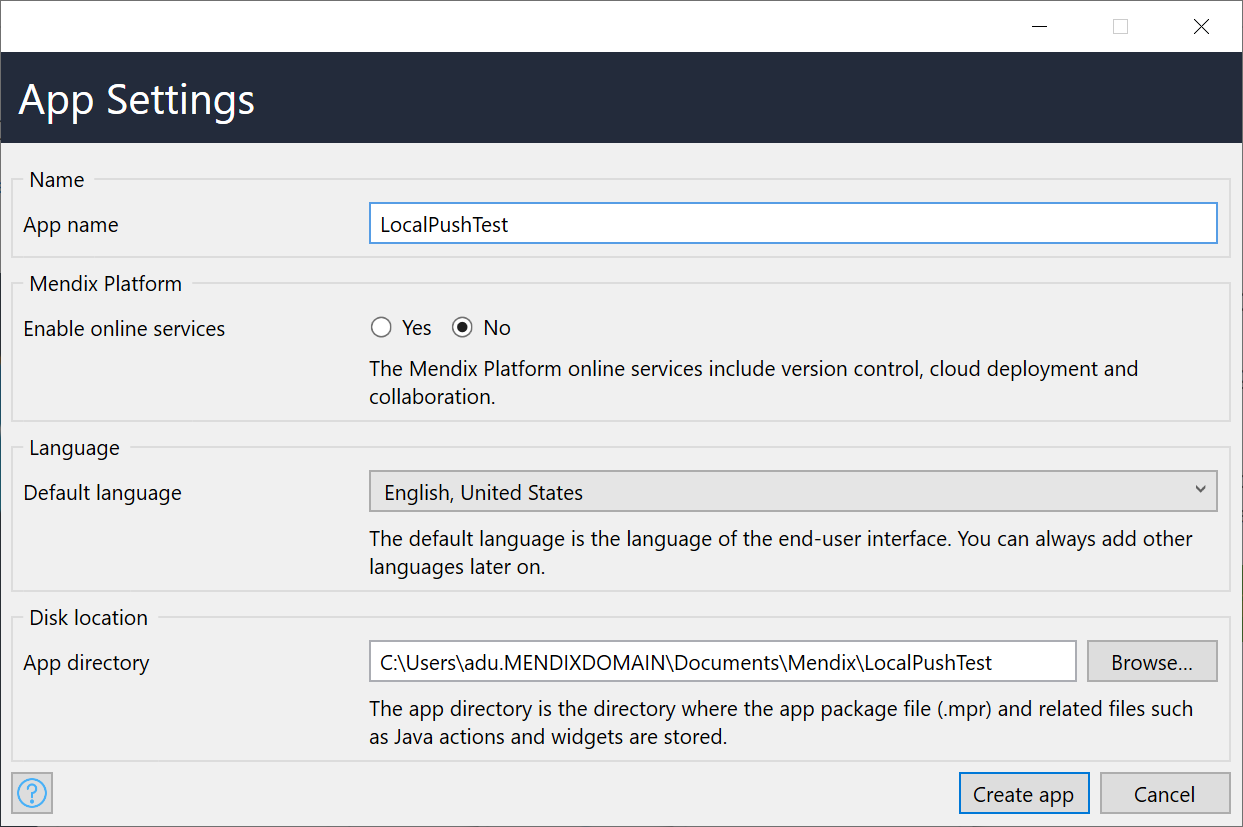 App Settings
Name
App name
LocalPushTest
Mendix Platform
Enable online services
Yes
No
The Mendix Platform online services include version control, cloud deployment and
collaboration.
Language
Default language
English, United States
The default language is the language of the end-user interface. You can always add other
languages later on.
Disk location
App directory
C:\Users\adu.MENDIXDOMAIN\Documents\Mendix\LocalPushTest
Browse...
The app directory is the directory where the app package file (.mpr) and related files such
as Java actions and widgets are stored.
?
Create app
Cancel